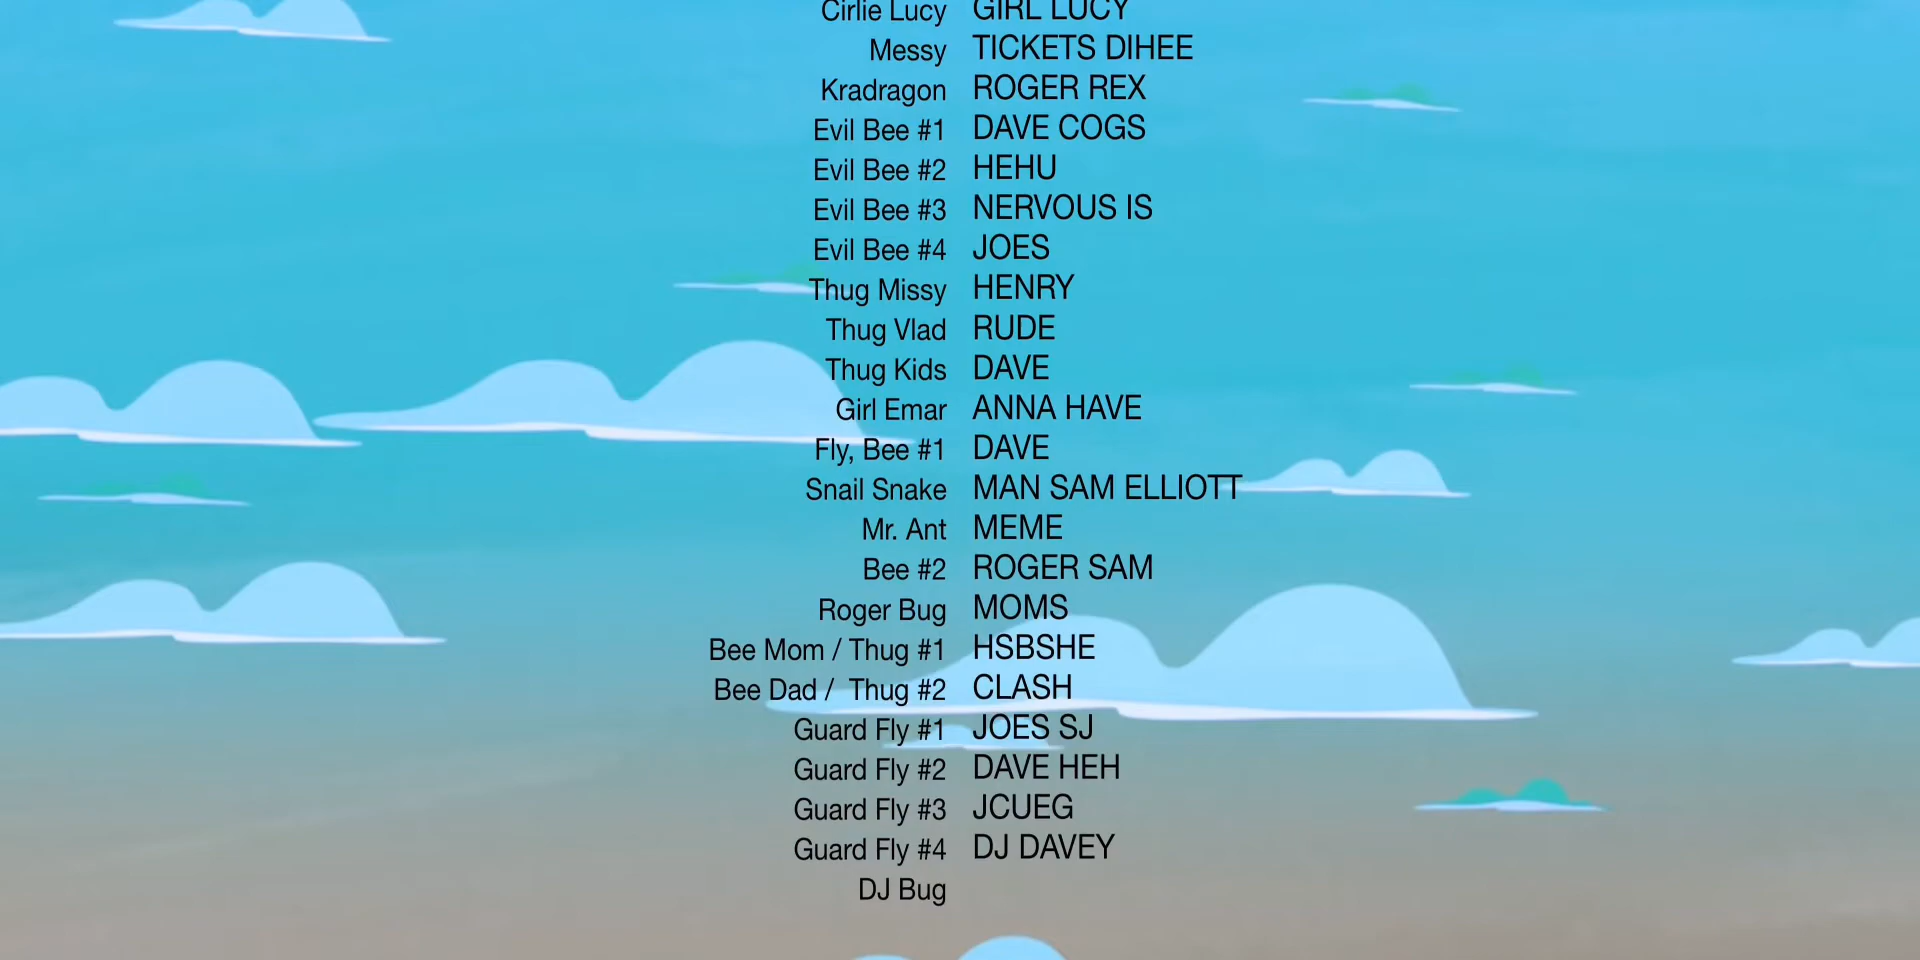 Cirlie Lucy GIRL LUCY
Messy TICKETS DIHEE
Kradragon ROGER REX
Evil Bee #1 DAVE COGS
Evil Bee #2 HEHU
Evil Bee #3 NERVOUS IS
Evil Bee #4 JOES
Thug Missy HENRY
Thug Vlad RUDE
Thug Kids DAVE
Girl Emar ANNA HAVE
Fly, Bee #1 DAVE
Snail Snake MAN SAM ELLIOTT
Mr. Ant MEME
Bee #2 ROGER SAM
Roger Bug MOMS
Bee Mom / Thug #1 HSBSHE
Bee Dad / Thug #2 CLASH
Guard Fly #1 JOES SJ
Guard Fly #2 DAVE HEH
Guard Fly #3 JCUEG
Guard Fly #4 DJ DAVEY
DJ Bug